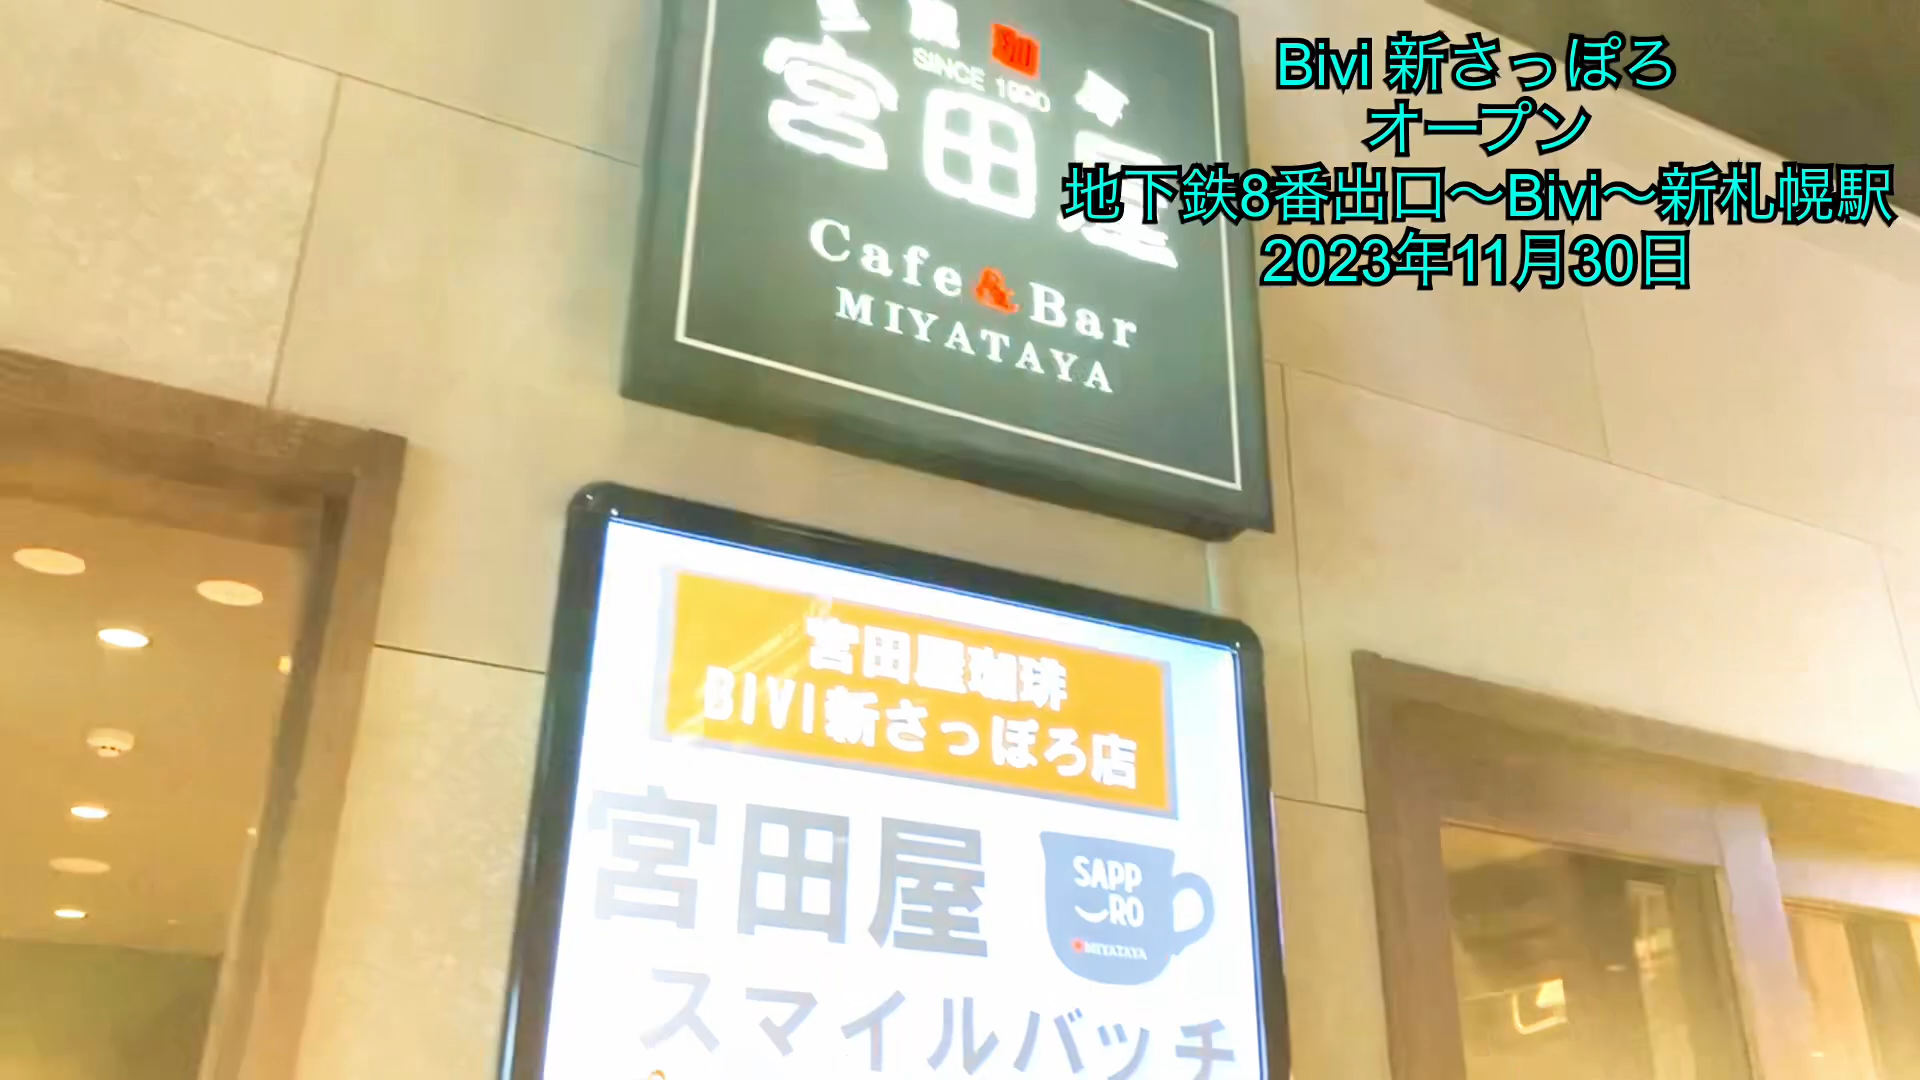 Bivi 新さっぽろ
オープン
地下鉄8番出口～Bivi～新札幌駅
2023年11月30日
SINCE 1990
宮田屋
Cafe&Bar
MIYATAYA
宮田屋珈琲
BIVI新さっぽろ店
宮田屋
SAPP
RO
MIYATAYA
スマイルバッチ